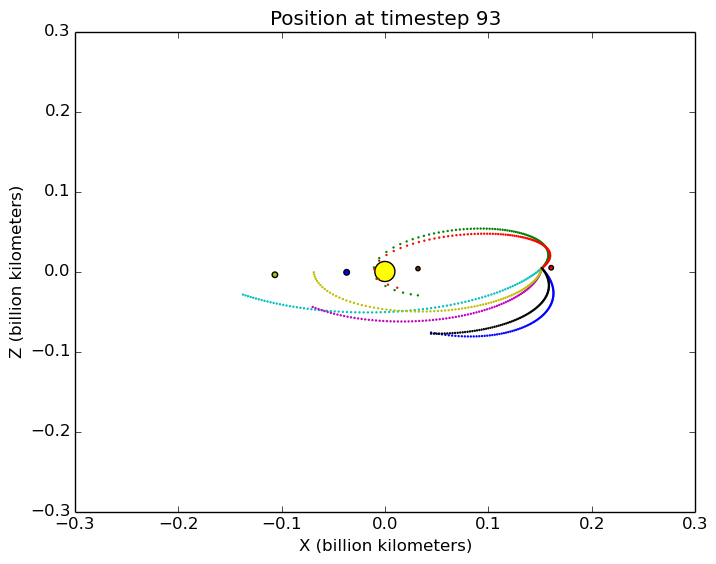 Position at timestep 93
0.3
0.2
0.1
0.0
−0.1
−0.2
−0.3
Z (billion kilometers)
−0.3 −0.2 −0.1 0.0 0.1 0.2 0.3
X (billion kilometers)